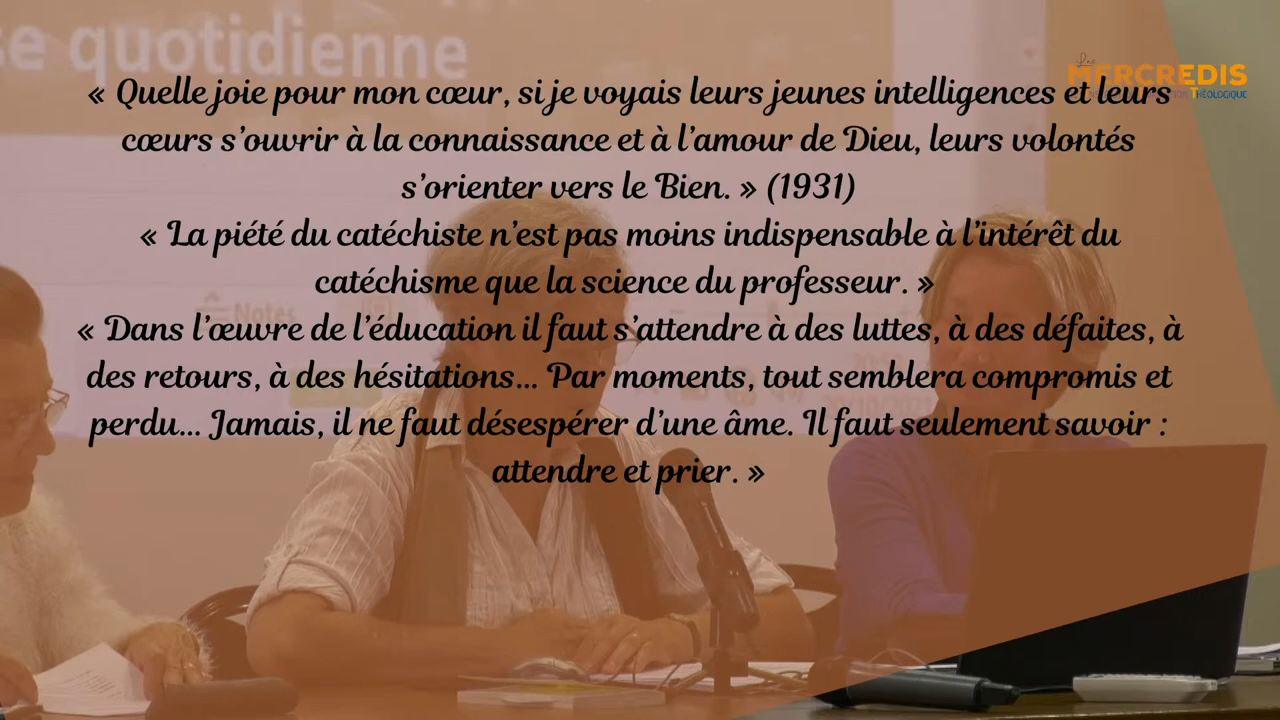 se quotidienne
Les
MERCREDIS
THÉOLOGIQUE
« Quelle joie pour mon cœur, si je voyais leurs jeunes intelligences et leurs
cœurs s’ouvrir à la connaissance et à l’amour de Dieu, leurs volontés
s’orienter vers le Bien. » (1931)
« La piété du catéchiste n’est pas moins indispensable à l’intérêt du
catéchisme que la science du professeur. »
Notes
« Dans l’œuvre de l’éducation il faut s’attendre à des luttes, à des défaites, à
des retours, à des hésitations... Par moments, tout semblera compromis et
perdu... Jamais, il ne faut désespérer d’une âme. Il faut seulement savoir :
attendre et prier. »